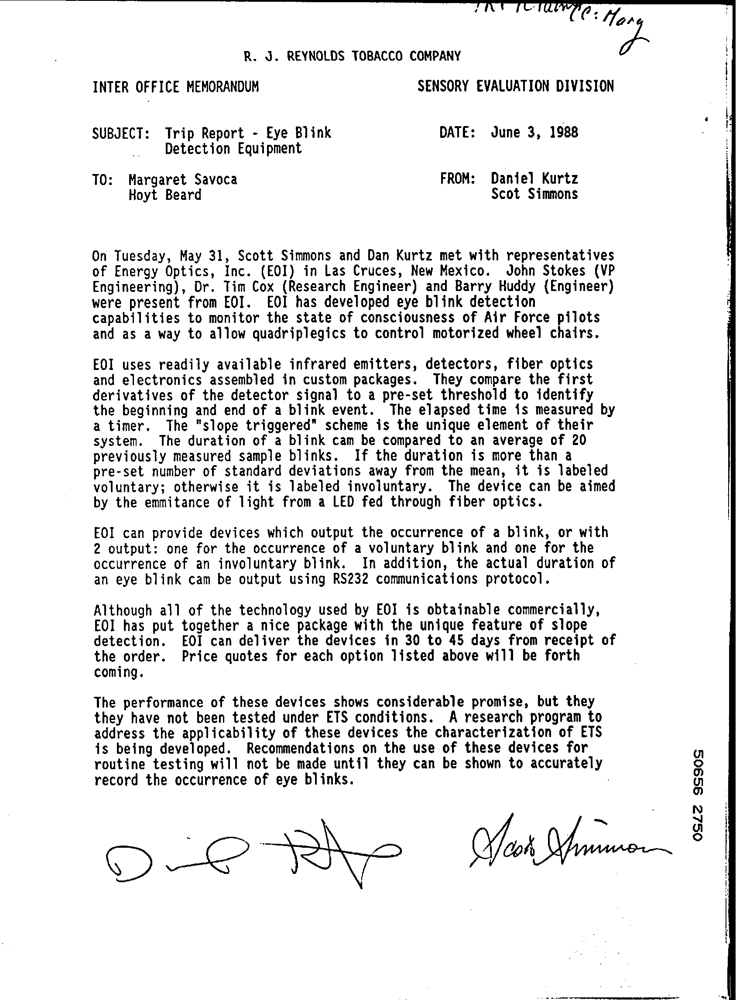 c: Mary
R. J. REYNOLDS TOBACCO COMPANY
INTER OFFICE MEMORANDUM SENSORY EVALUATION DIVISION
SUBJECT: Trip Report - Eye Blink DATE: June 3, 1988
Detection Equipment
TO: Margaret Savoca FROM: Daniel Kurtz
Hoyt Beard Scot Simmons
On Tuesday, May 31, Scott Simmons and Dan Kurtz met with representatives
of Energy Optics, Inc. (EOI) in Las Cruces, New Mexico. John Stokes (VP
Engineering), Dr. Tim Cox (Research Engineer) and Barry Huddy (Engineer)
were present from EOI. EOI has developed eye blink detection
capabilities to monitor the state of consciousness of Air Force pilots
and as a way to allow quadriplegics to control motorized wheel chairs.
EOI uses readily available infrared emitters, detectors, fiber optics
and electronics assembled in custom packages. They compare the first
derivatives of the detector signal to a pre-set threshold to identify
the beginning and end of a blink event. The elapsed time is measured by
a timer. The "slope triggered" scheme is the unique element of their
system. The duration of a blink cam be compared to an average of 20
previously measured sample blinks. If the duration is more than a
pre-set number of standard deviations away from the mean, it is labeled
voluntary; otherwise it is labeled involuntary. The device can be aimed
by the emmitance of light from a LED fed through fiber optics.
EOI can provide devices which output the occurrence of a blink, or with
2 output: one for the occurrence of a voluntary blink and one for the
occurrence of an involuntary blink. In addition, the actual duration of
an eye blink cam be output using RS232 communications protocol.
Although all of the technology used by EOI is obtainable commercially,
EOI has put together a nice package with the unique feature of slope
detection. EOI can deliver the devices in 30 to 45 days from receipt of
the order. Price quotes for each option listed above will be forth
coming.
The performance of these devices shows considerable promise, but they
they have not been tested under ETS conditions. A research program to
address the applicability of these devices the characterization of ETS
is being developed. Recommendations on the use of these devices for
routine testing will not be made until they can be shown to accurately
record the occurrence of eye blinks.
Scott Simmons
50656 2750